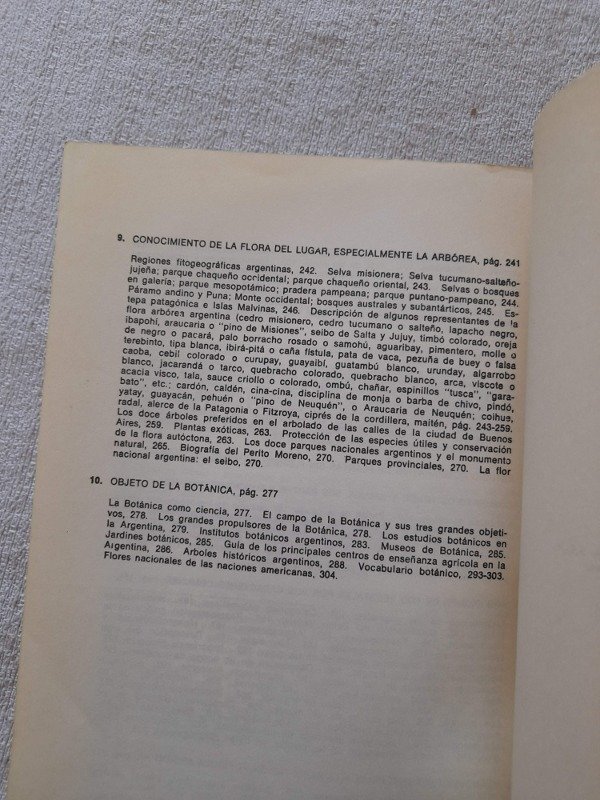 9. CONOCIMIENTO DE LA FLORA DEL LUGAR, ESPECIALMENTE LA ARBÓREA, pág. 241
Regiones fitogeográficas argentinas, 242. Selva misionera; Selva tucumano-salteño-
jujeña; parque chaqueño occidental; parque chaqueño oriental, 243. Selvas o bosques
en galería; parque mesopotámico; pradera pampeana; parque puntano-pampeano, 244.
Páramo andino y Puna; Monte occidental; bosques australes y subantárticos, 245. Es-
tepa patagónica e Islas Malvinas, 246. Descripción de algunos representantes de la
flora arbórea argentina (cedro misionero, cedro tucumano o salteño, lapacho negro,
ibapohí, araucaria o "pino de Misiones", seibo de Salta y Jujuy, timbó colorado, oreja
de negro o pacará, palo borracho rosado o samohú, aguaribay, pimentero, molle o
terebinto, tipa blanca, ibirá-pitá o caña fístula, pata de vaca, pezuña de buey o falsa
caoba, cebil colorado o curupay, guayaibí, guatambú blanco, urunday, algarrobo
blanco, jacarandá o tarco, quebracho colorado, quebracho blanco, arca, viscote o
acacia visco, tala, sauce criollo o colorado, ombú, chañar, espinillos "tusca", "gara-
bato", etc.; cardón, caldén, cina-cina, disciplina de monja o barba de chivo, pindó,
yatay, guayacán, pehuén o "pino de Neuquén", o Araucaria de Neuquén; coihue,
radal, alerce de la Patagonia o Fitzroya, ciprés de la cordillera, maitén, pág. 243-259.
Los doce árboles preferidos en el arbolado de las calles de la ciudad de Buenos
Aires, 259. Plantas exóticas, 263. Protección de las especies útiles y conservación
de la flora autóctona, 263. Los doce parques nacionales argentinos y el monumento
natural, 265. Biografía del Perito Moreno, 270. Parques provinciales, 270. La flor
nacional argentina: el seibo, 270.
10. OBJETO DE LA BOTÁNICA, pág. 277
La Botánica como ciencia, 277. El campo de la Botánica y sus tres grandes objeti-
vos, 278. Los grandes propulsores de la Botánica, 278. Los estudios botánicos en
la Argentina, 279. Institutos botánicos argentinos, 283. Museos de Botánica, 285.
Jardines botánicos, 285. Guía de los principales centros de enseñanza agrícola en la
Argentina, 286. Arboles históricos argentinos, 288. Vocabulario botánico, 293-303.
Flores nacionales de las naciones americanas, 304.